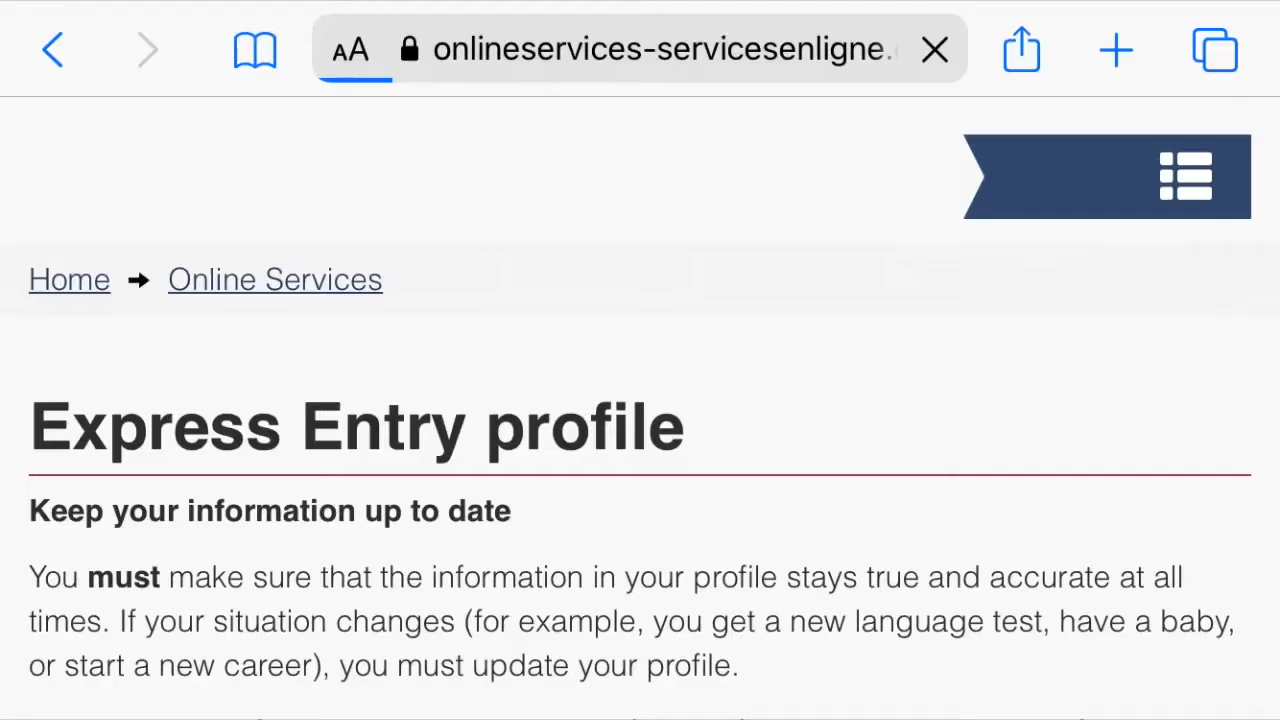 AA onlineservices-servicesenligne.
Home Online Services
Express Entry profile
Keep your information up to date
You must make sure that the information in your profile stays true and accurate at all
times. If your situation changes (for example, you get a new language test, have a baby,
or start a new career), you must update your profile.